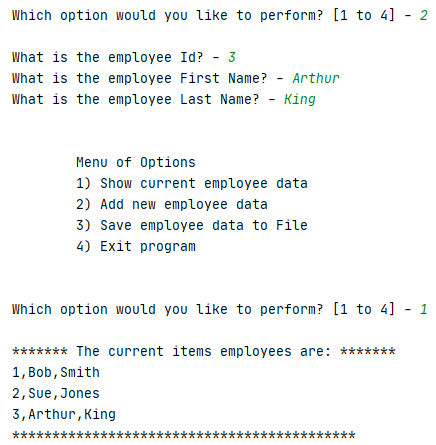 Which option would you like to perform? [1 to 4] - 2
What is the employee Id? - 3
What is the employee First Name? - Arthur
What is the employee Last Name? - King
Menu of Options
1) Show current employee data
2) Add new employee data
3) Save employee data to File
4) Exit program
Which option would you like to perform? [1 to 4] - 1
******* The current items employees are: *******
1,Bob,Smith
2,Sue,Jones
3,Arthur,King
*******************************************